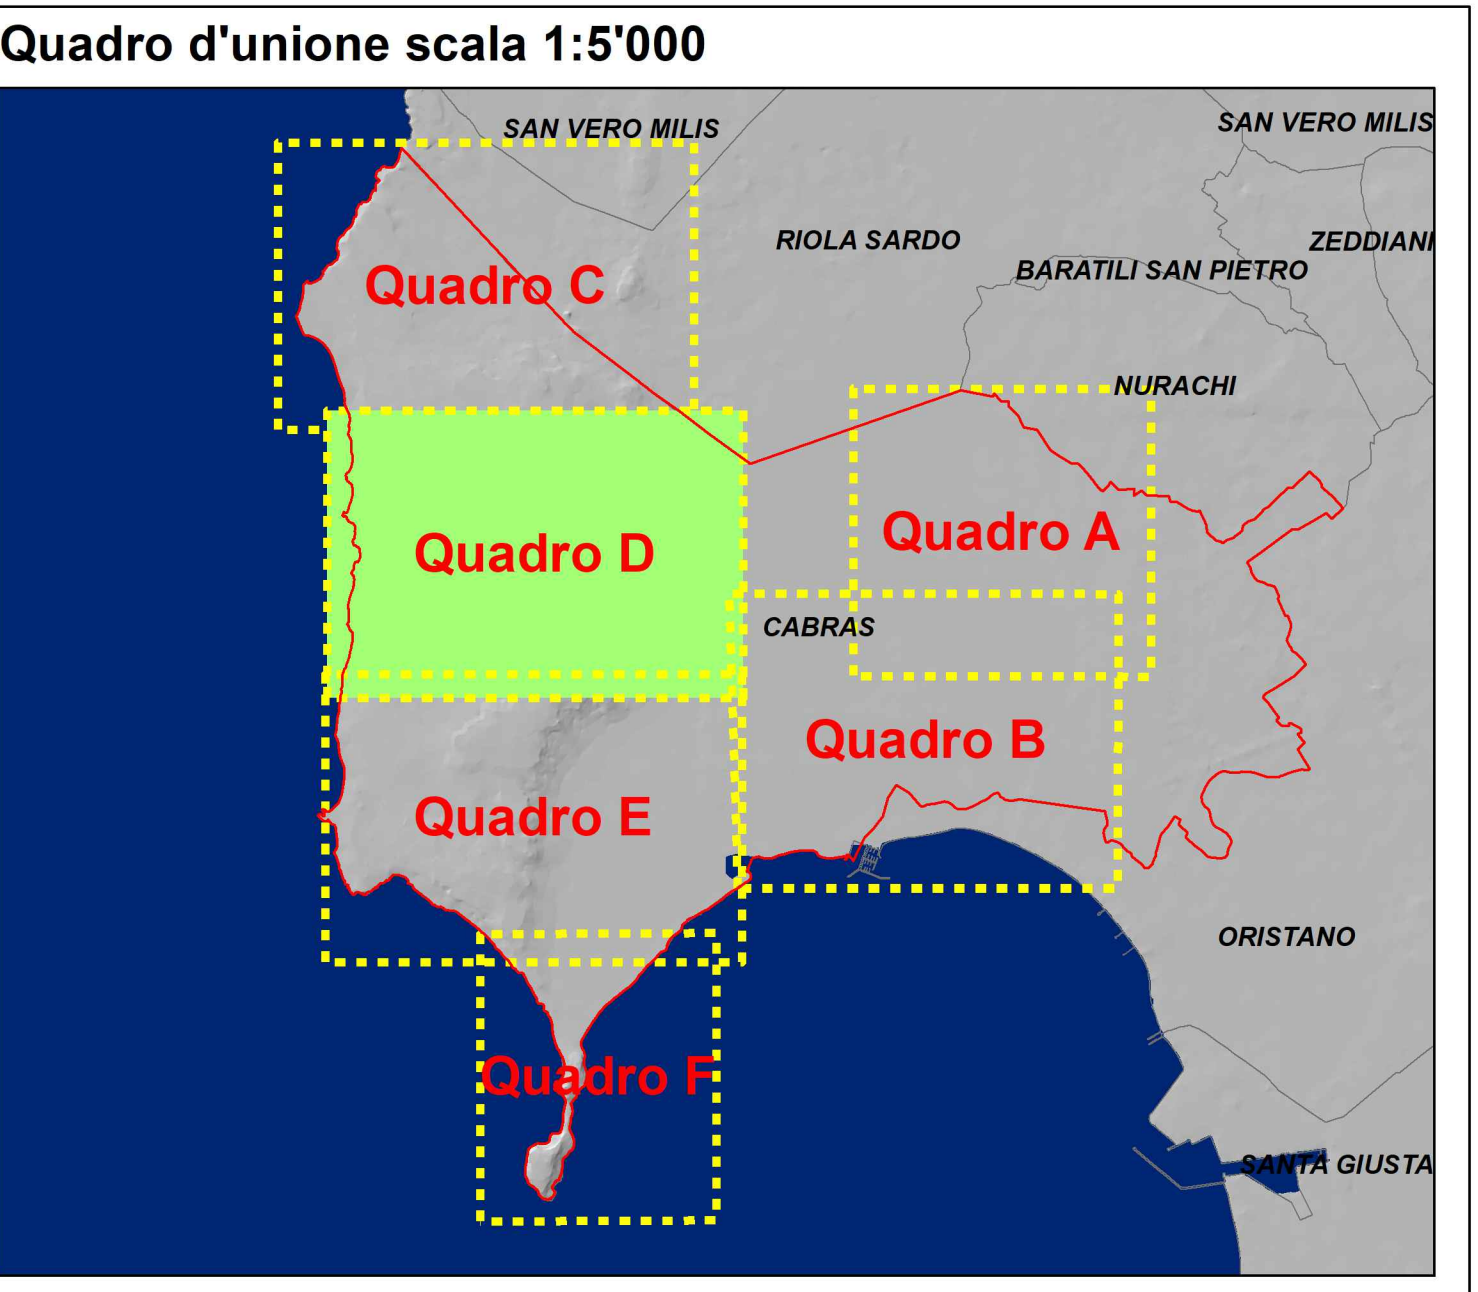 Quadro d'unione scala 1:5'000
SAN VERO MILIS
SAN VERO MILIS
RIOLA SARDO
ZEDDIANI
BARATILI SAN PIETRO
Quadro C
NURACHI
Quadro A
Quadro D
CABRAS
Quadro B
Quadro E
ORISTANO
Quadro F
SANTA GIUSTA